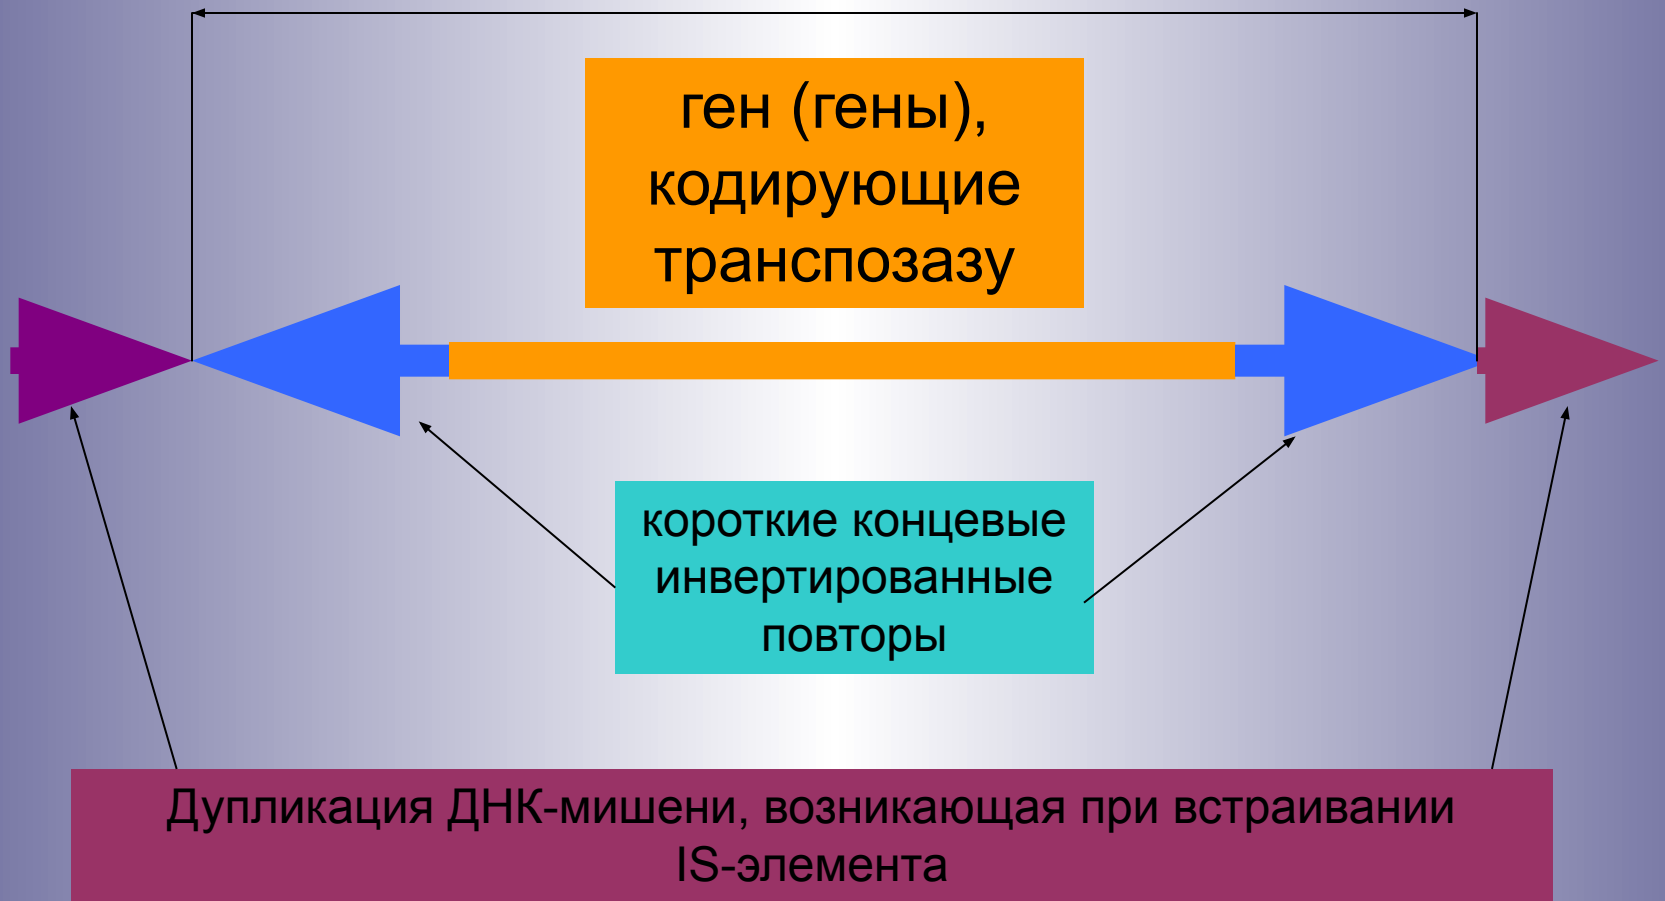 ген (гены),
кодирующие
транспозазу
короткие концевые
инвертированные
повторы
Дупликация ДНК-мишени, возникающая при встраивании
IS-элемента